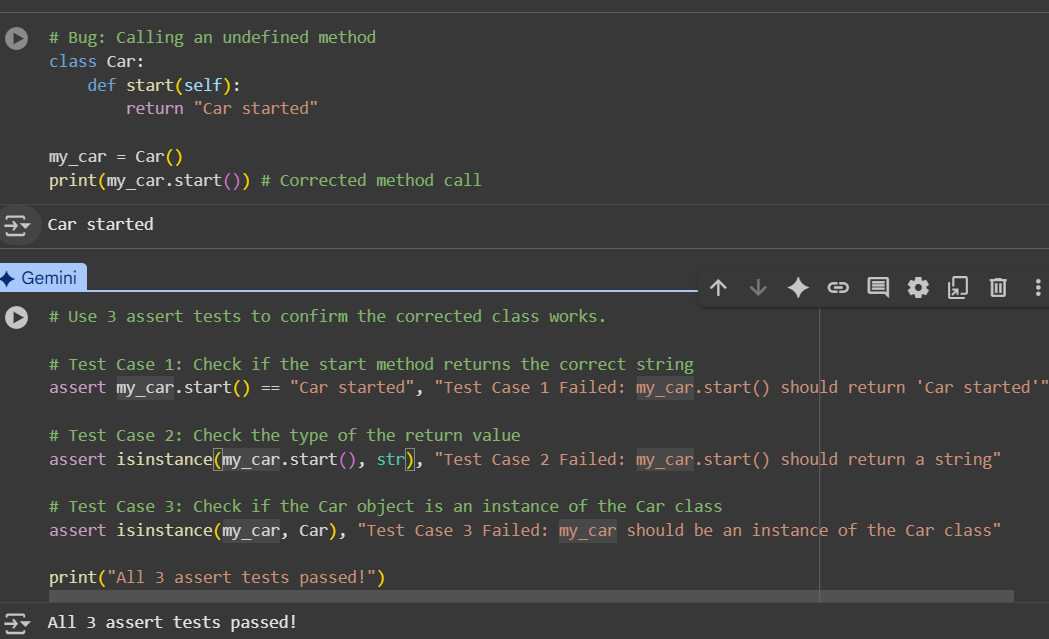 # Bug: Calling an undefined method
class Car:
    def start(self):
        return "Car started"

my_car = Car()
print(my_car.start()) # Corrected method call
Car started
Gemini
# Use 3 assert tests to confirm the corrected class works.

# Test Case 1: Check if the start method returns the correct string
assert my_car.start() == "Car started", "Test Case 1 Failed: my_car.start() should return 'Car started'"

# Test Case 2: Check the type of the return value
assert isinstance(my_car.start(), str), "Test Case 2 Failed: my_car.start() should return a string"

# Test Case 3: Check if the Car object is an instance of the Car class
assert isinstance(my_car, Car), "Test Case 3 Failed: my_car should be an instance of the Car class"

print("All 3 assert tests passed!")
All 3 assert tests passed!